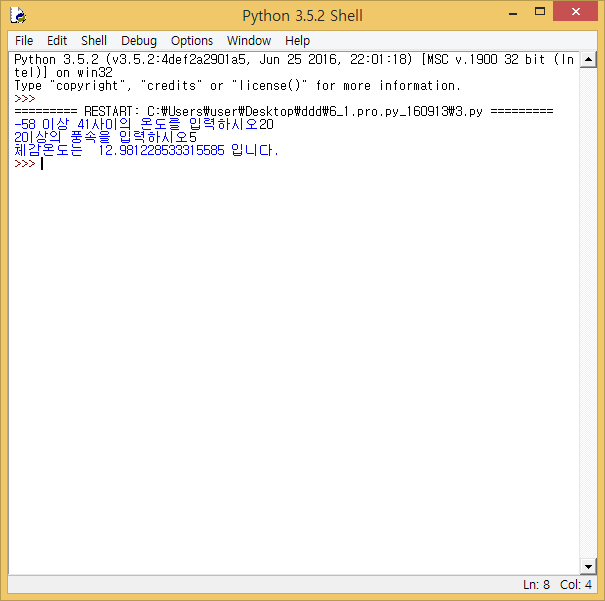 Python 3.5.2 Shell
File Edit Shell Debug Options Window Help
Python 3.5.2 (v3.5.2:4def2a2901a5, Jun 25 2016, 22:01:18) [MSC v.1900 32 bit (In
tel)] on win32
Type "copyright", "credits" or "license()" for more information.
>>>
========= RESTART: C:₩Users₩user₩Desktop₩ddd₩6_1.pro.py_160913₩3.py =========
-58 이상 41사이의 온도를 입력하시오20
2이상의 풍속을 입력하시오5
체감온도는  12.981228533315585 입니다.
>>>
Ln: 8 Col: 4